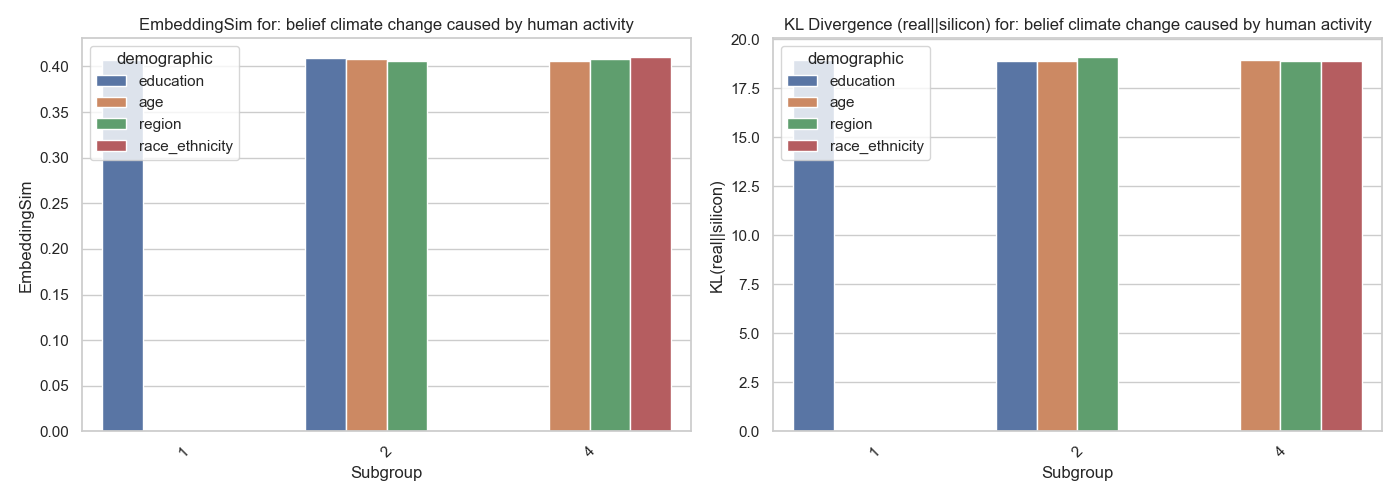 EmbeddingSim for: belief climate change caused by human activity
demographic
education
age
region
race_ethnicity
0.40
0.35
0.30
0.25
0.20
0.15
0.10
0.05
0.00
EmbeddingSim
1
2
4
Subgroup
KL Divergence (real||silicon) for: belief climate change caused by human activity
demographic
education
age
region
race_ethnicity
20.0
17.5
15.0
12.5
10.0
7.5
5.0
2.5
0.0
KL(real||silicon)
1
2
4
Subgroup